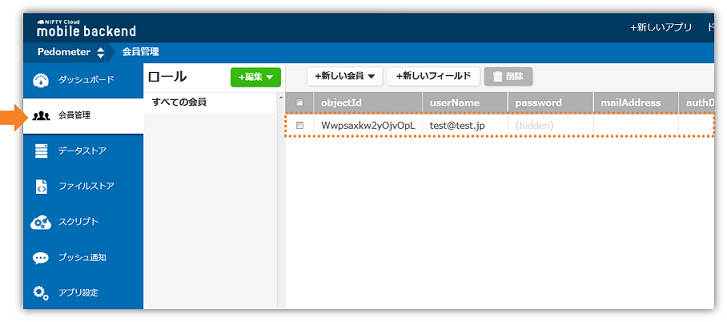 NIFTY Cloud
mobile backend
+新しいアプリ
Pedometer 会員管理
ダッシュボード
会員管理
データストア
ファイルストア
スクリプト
プッシュ通知
アプリ設定
ロール +編集
すべての会員
+新しい会員 +新しいフィールド 削除
objectId userName password mailAddress
Wwpsaxkw2yOjvOpL test@test.jp (hidden)